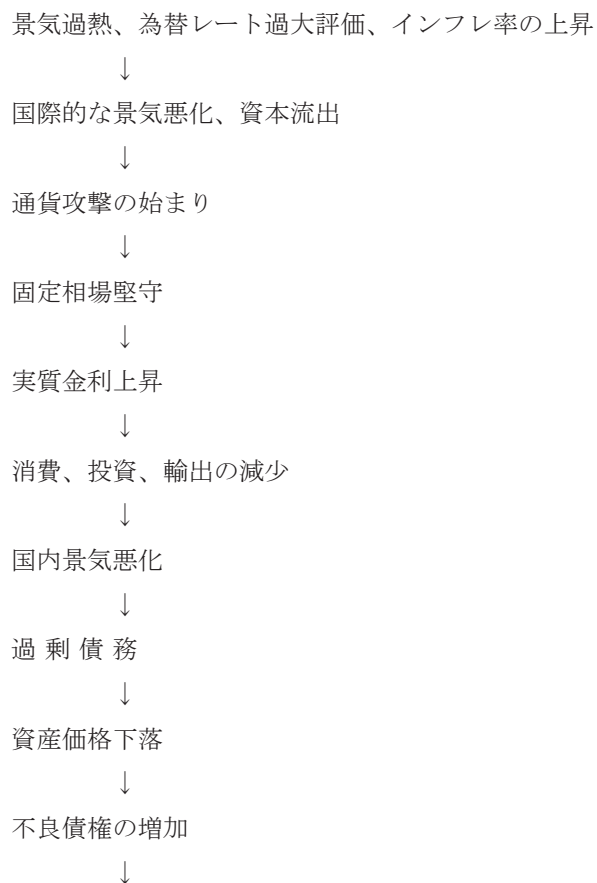 景気過熱、為替レート過大評価、インフレ率の上昇
↓
国際的な景気悪化、資本流出
↓
通貨攻撃の始まり
↓
固定相場堅守
↓
実質金利上昇
↓
消費、投資、輸出の減少
↓
国内景気悪化
↓
過 剰 債 務
↓
資産価格下落
↓
不良債権の増加
↓